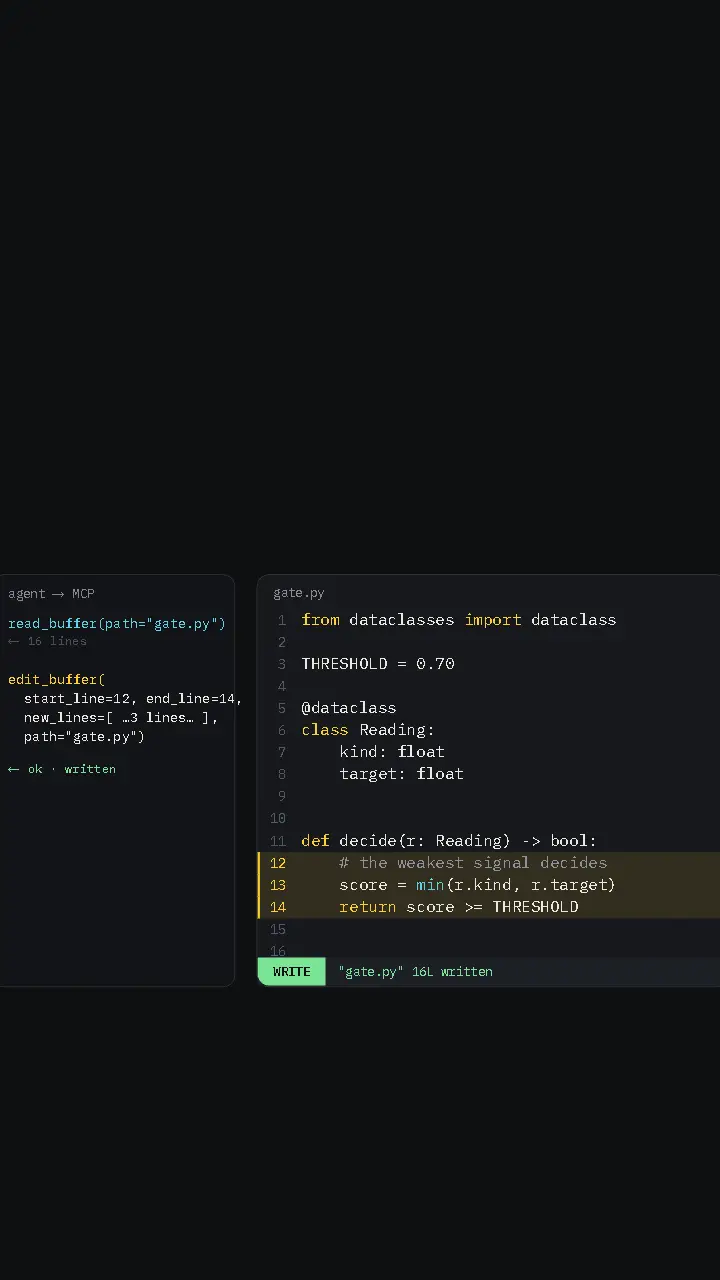 agent → MCP
read_buffer(path="gate.py")
← 16 lines
edit_buffer(
start_line=12, end_line=14,
new_lines=[ …3 lines… ],
path="gate.py")
← ok · written
gate.py
1 from dataclasses import dataclass
2
3 THRESHOLD = 0.70
4
5 @dataclass
6 class Reading:
7     kind: float
8     target: float
9
10
11 def decide(r: Reading) -> bool:
12     # the weakest signal decides
13     score = min(r.kind, r.target)
14     return score >= THRESHOLD
15
16
WRITE "gate.py" 16L written